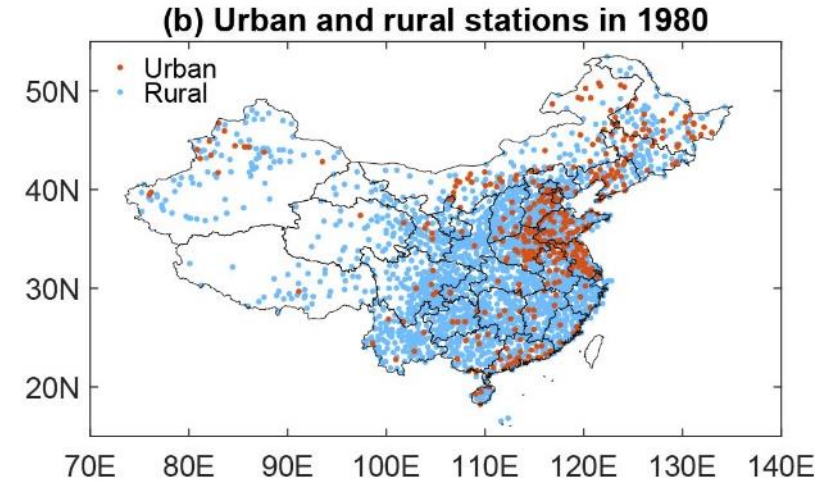 (b) Urban and rural stations in 1980
Urban
Rural
50N
40N
30N
20N
70E 80E 90E 100E 110E 120E 130E 140E